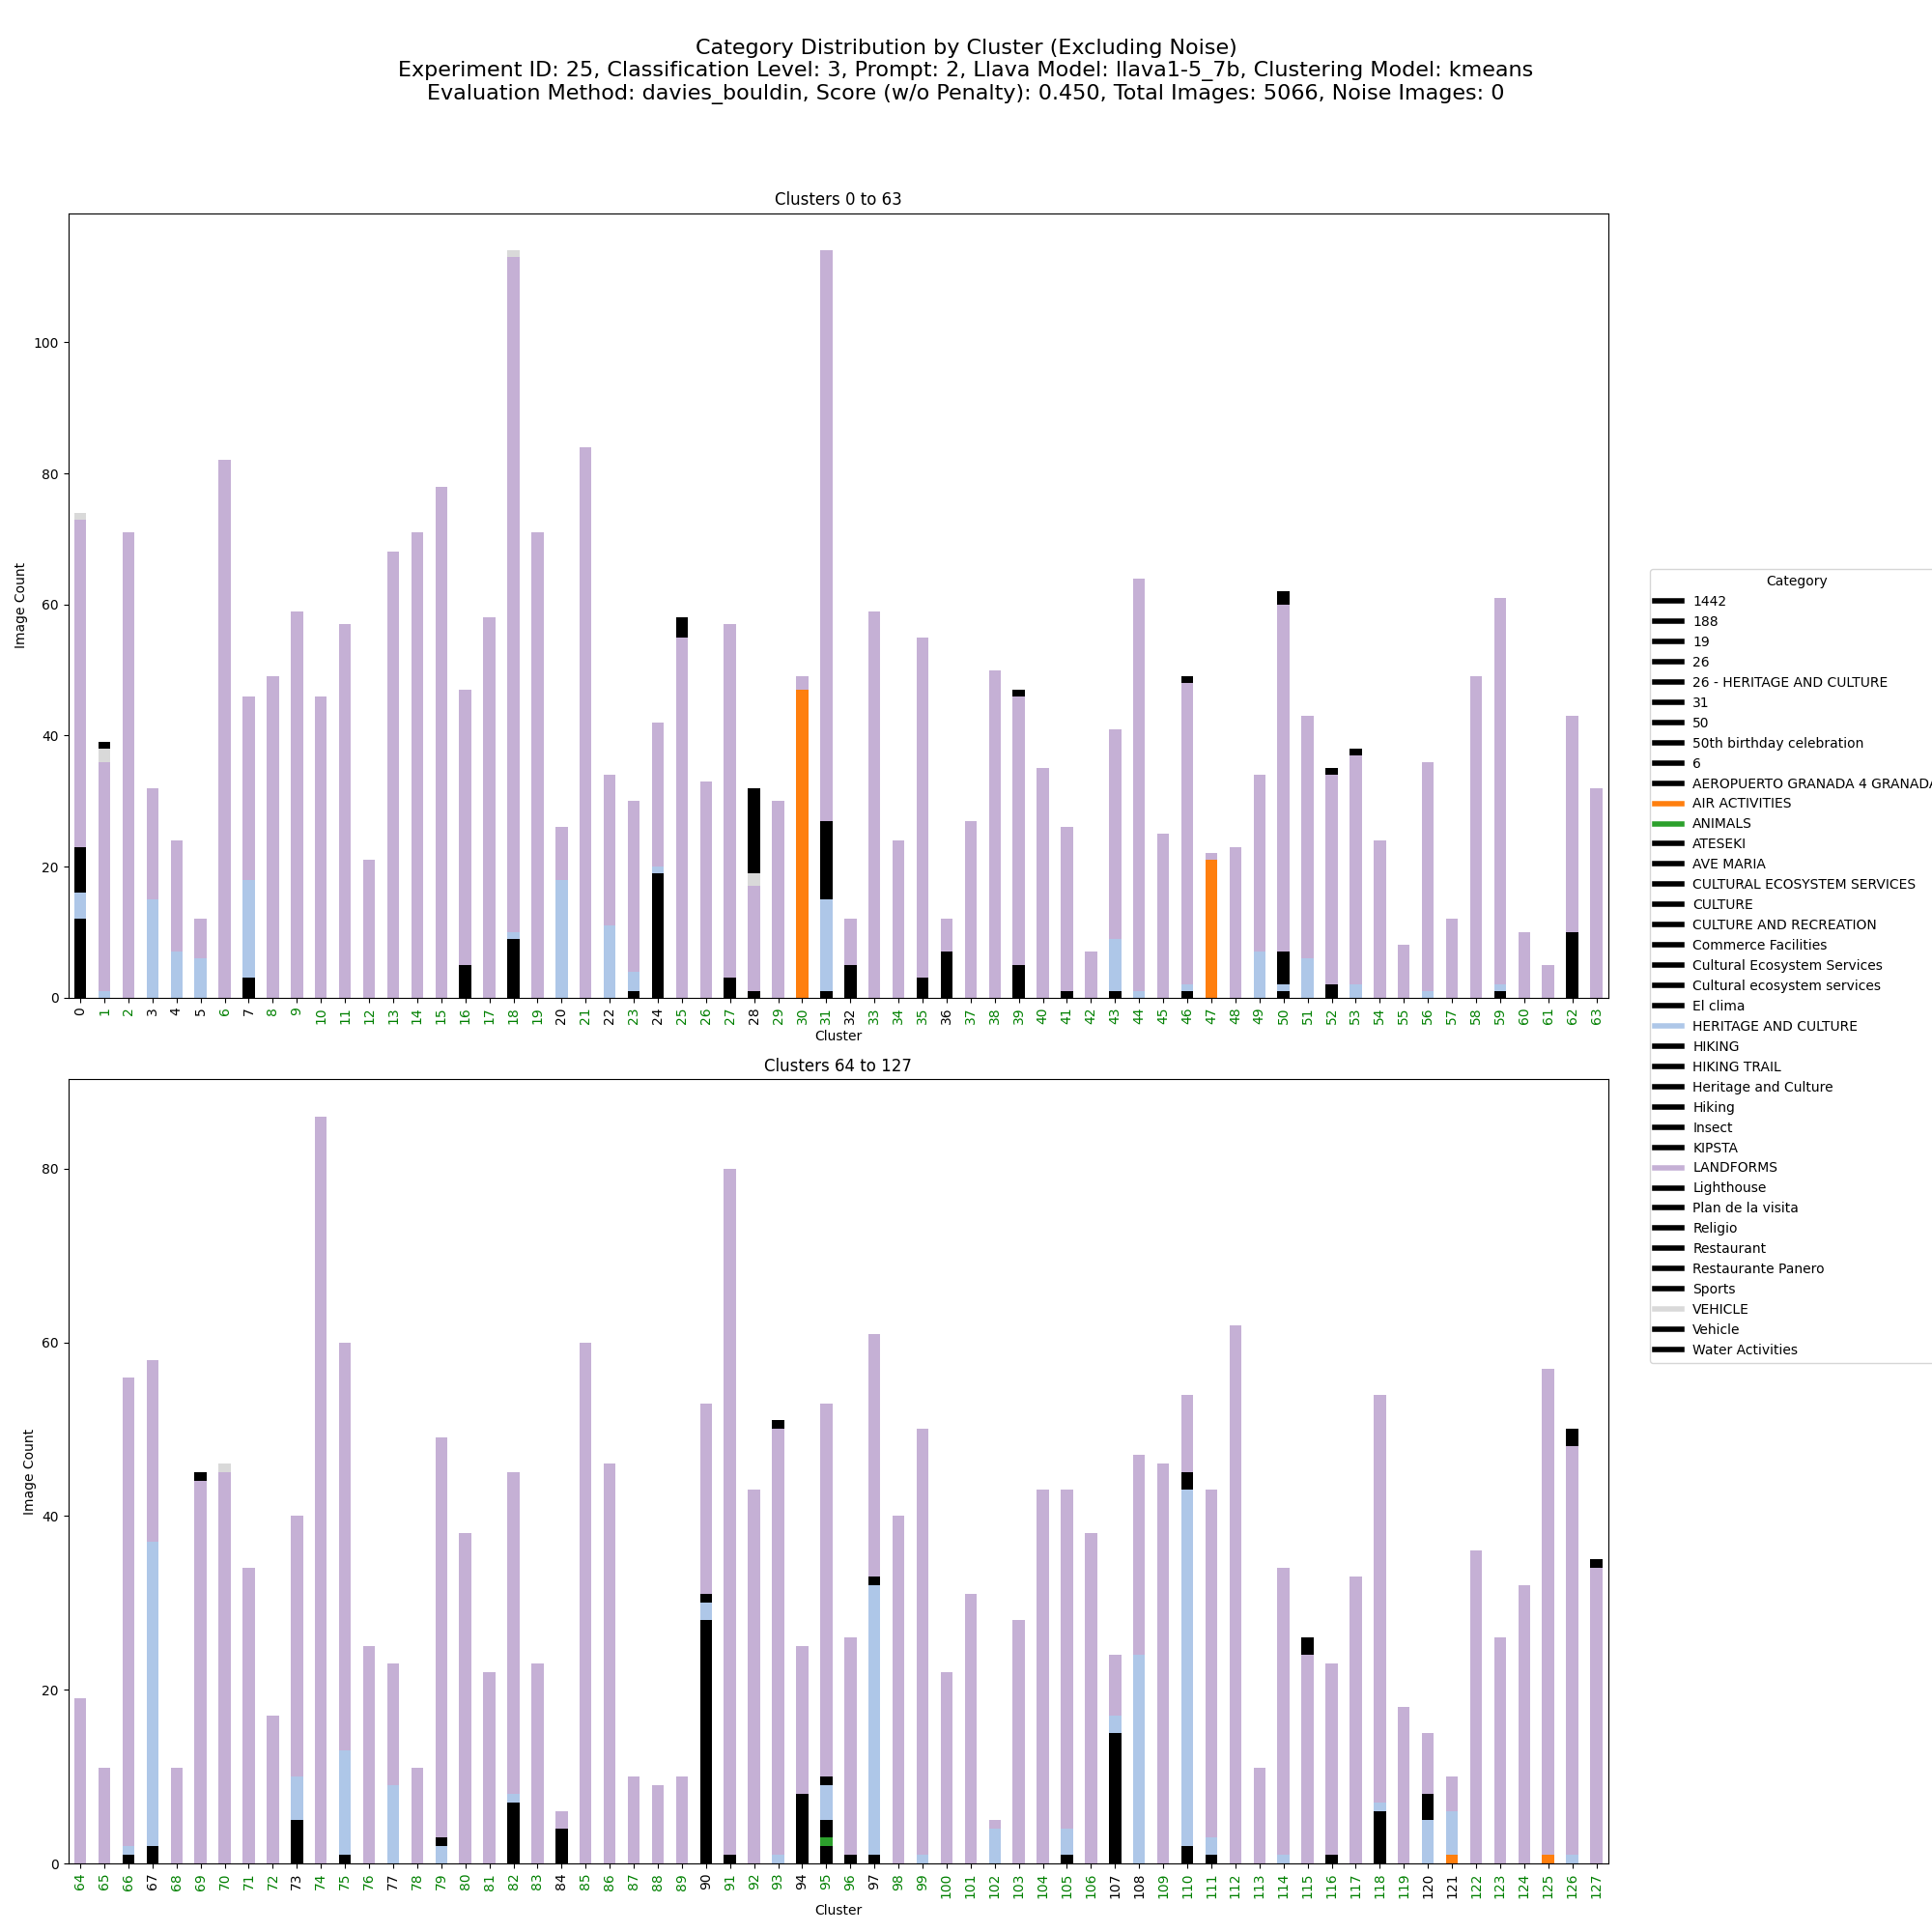 Category Distribution by Cluster (Excluding Noise)
Experiment ID: 25, Classification Level: 3, Prompt: 2, Llava Model: llava1-5_7b, Clustering Model: kmeans
Evaluation Method: davies_bouldin, Score (w/o Penalty): 0.450, Total Images: 5066, Noise Images: 0
Clusters 0 to 63
100
80
60
40
20
0
Image Count
0 1 2 3 4 5 6 7 8 9 10 11 12 13 14 15 16 17 18 19 20 21 22 23 24 25 26 27 28 29 30 31 32 33 34 35 36 37 38 39 40 41 42 43 44 45 46 47 48 49 50 51 52 53 54 55 56 57 58 59 60 61 62 63
Cluster
Clusters 64 to 127
80
60
40
20
0
Image Count
64 65 66 67 68 69 70 71 72 73 74 75 76 77 78 79 80 81 82 83 84 85 86 87 88 89 90 91 92 93 94 95 96 97 98 99 100 101 102 103 104 105 106 107 108 109 110 111 112 113 114 115 116 117 118 119 120 121 122 123 124 125 126 127
Cluster
Category
1442
188
19
26
26 - HERITAGE AND CULTURE
31
50
50th birthday celebration
6
AEROPUERTO GRANADA 4 GRANADA
AIR ACTIVITIES
ANIMALS
ATESEKI
AVE MARIA
CULTURAL ECOSYSTEM SERVICES
CULTURE
CULTURE AND RECREATION
Commerce Facilities
Cultural Ecosystem Services
Cultural ecosystem services
El clima
HERITAGE AND CULTURE
HIKING
HIKING TRAIL
Heritage and Culture
Hiking
Insect
KIPSTA
LANDFORMS
Lighthouse
Plan de la visita
Religio
Restaurant
Restaurante Panero
Sports
VEHICLE
Vehicle
Water Activities